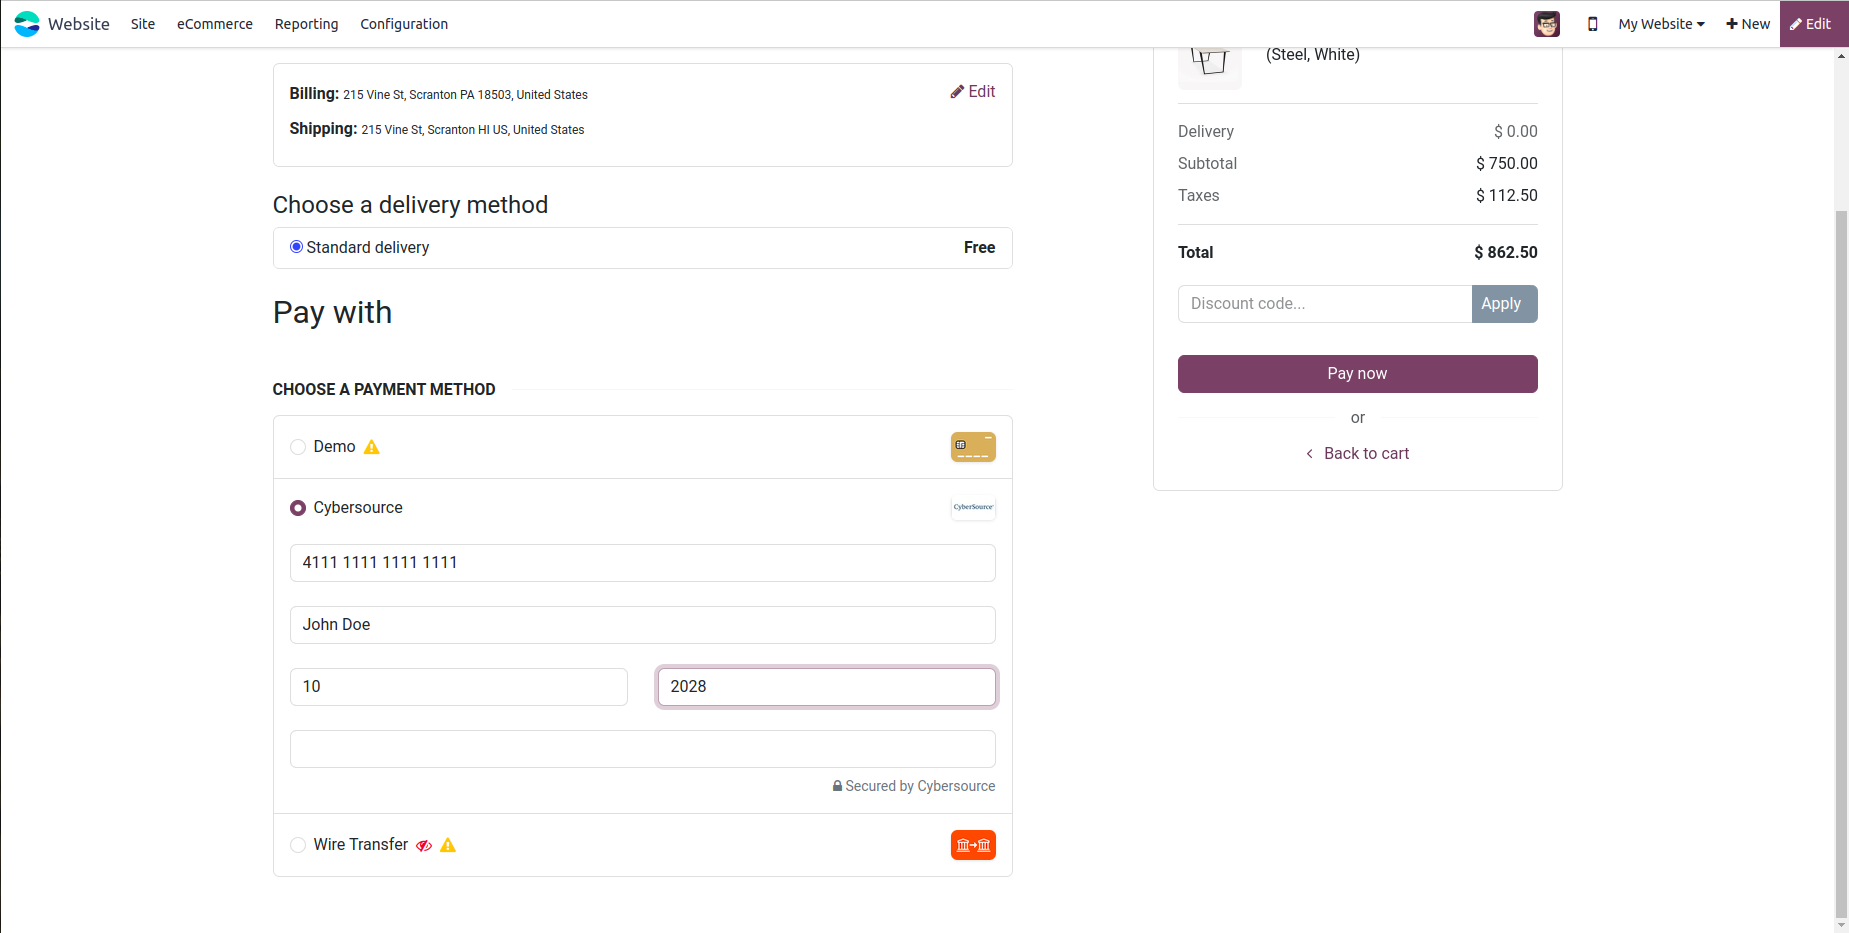 Website Site eCommerce Reporting Configuration My Website New Edit
Billing: 215 Vine St, Scranton PA 18503, United States Edit
Shipping: 215 Vine St, Scranton HI US, United States
Choose a delivery method
Standard delivery Free
Pay with
CHOOSE A PAYMENT METHOD
Demo
Cybersource CyberSource
4111 1111 1111 1111
John Doe
10 2028
Secured by Cybersource
Wire Transfer
(Steel, White)
Delivery $ 0.00
Subtotal $ 750.00
Taxes $ 112.50
Total $ 862.50
Discount code... Apply
Pay now
or
Back to cart